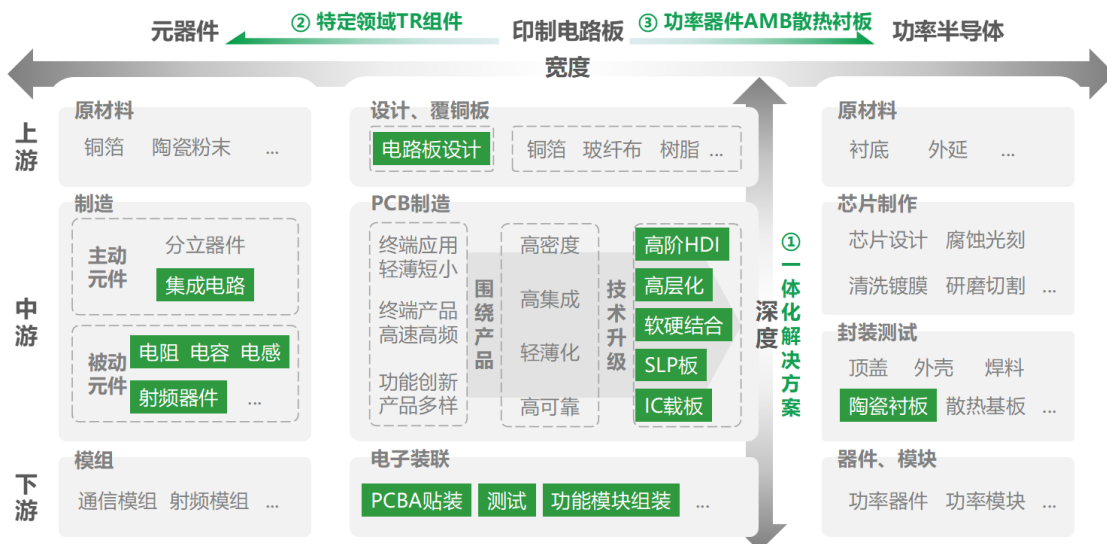 元器件 ② 特定领域TR组件 印制电路板 ③ 功率器件AMB散热衬板 功率半导体
宽度
上游
原材料
铜箔 陶瓷粉末 ...
设计、覆铜板
电路板设计 铜箔 玻纤布 树脂 ...
原材料
衬底 外延 ...
中游
制造
主动元件
分立器件
集成电路
被动元件
电阻 电容 电感
射频器件 ...
PCB制造
终端应用
轻薄短小
终端产品
高速高频
功能创新
产品多样
围绕产品
高密度
高集成
轻薄化
高可靠
技术升级
高阶HDI
高层化
软硬结合
SLP板
IC载板
深度
①一体化解决方案
芯片制作
芯片设计 腐蚀光刻
清洗镀膜 研磨切割 ...
封装测试
顶盖 外壳 焊料
陶瓷衬板 散热基板 ...
下游
模组
通信模组 射频模组 ...
电子装联
PCBA贴装 测试 功能模块组装 ...
器件、模块
功率器件 功率模块 ...